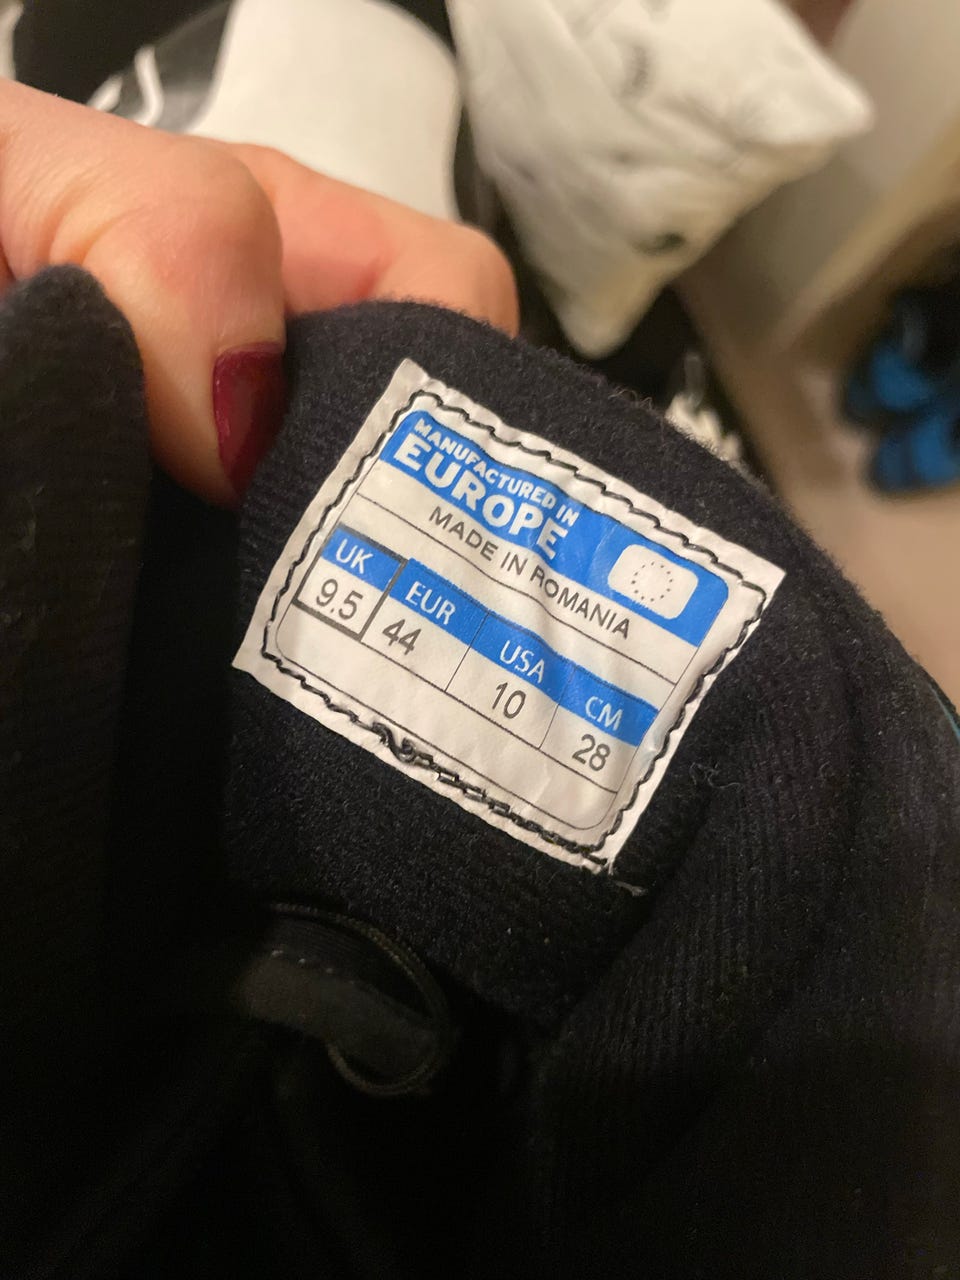 MANUFACTURED IN
EUROPE
MADE IN ROMANIA
UK EUR USA CM
9.5 44 10 28